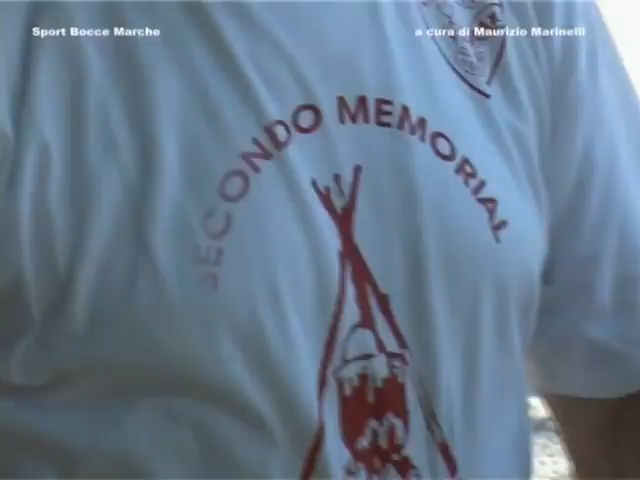 Sport Bocce Marche
a cura di Maurizio Marinelli
SECONDO MEMORIAL